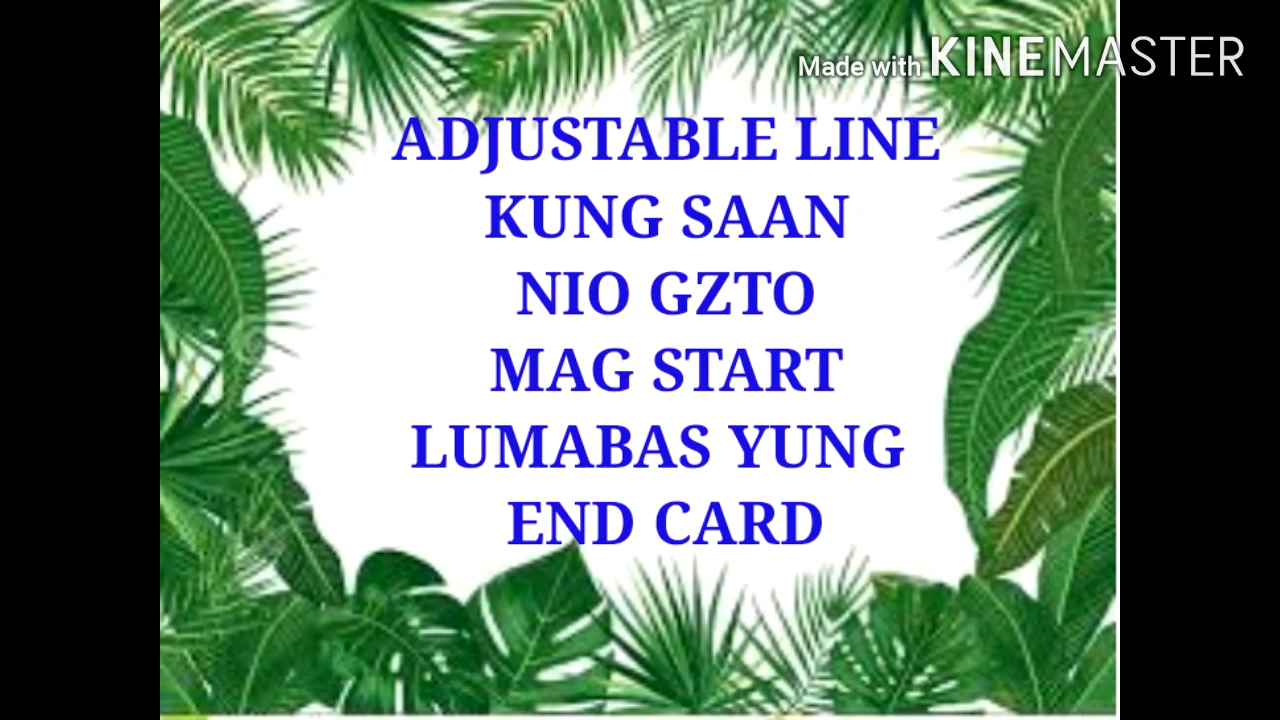 Made with KINEMASTER
ADJUSTABLE LINE
KUNG SAAN
NIO GZTO
MAG START
LUMABAS YUNG
END CARD